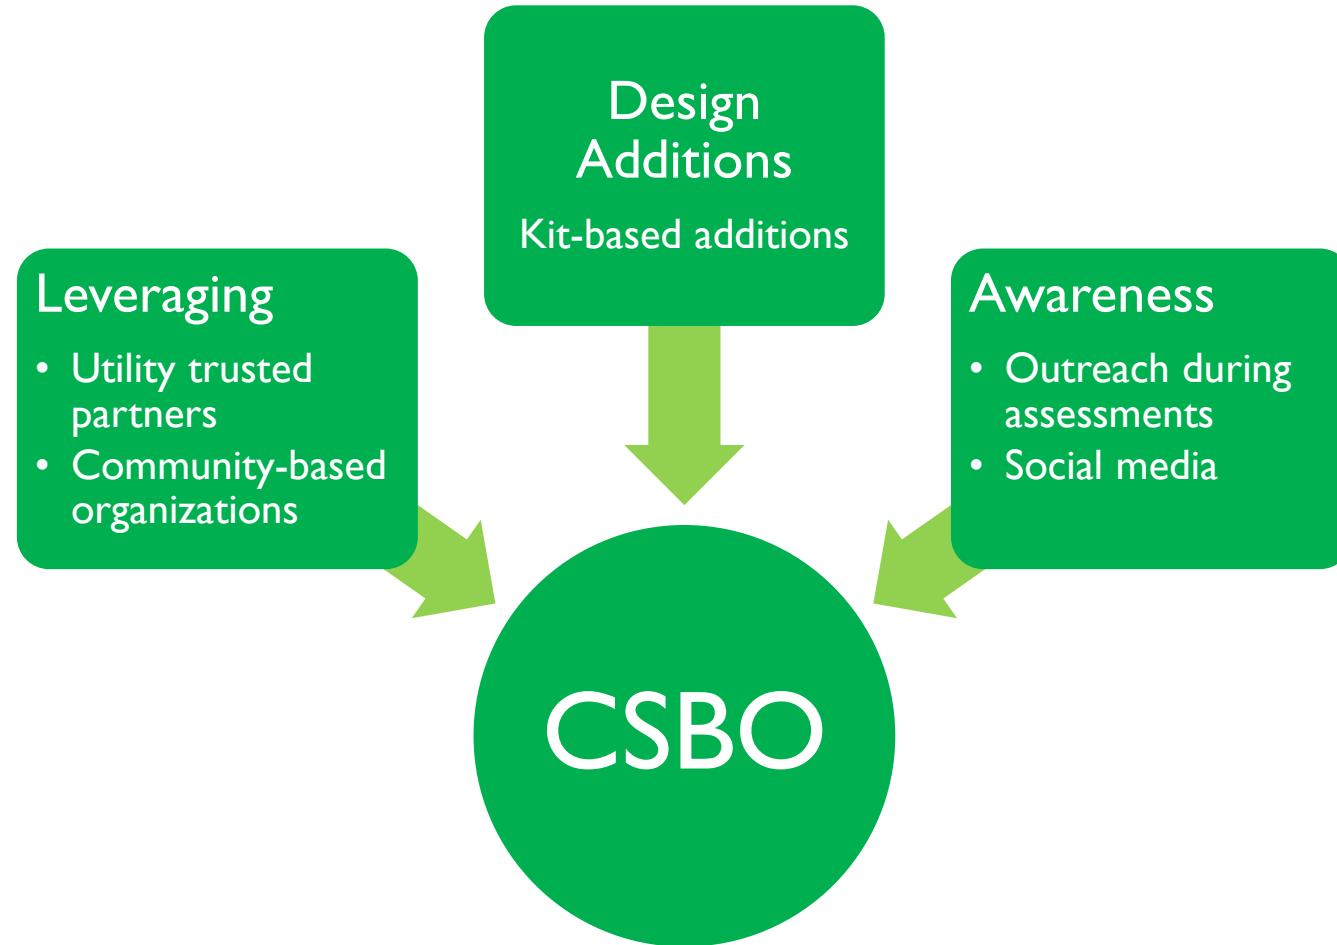 Design
Additions
Kit-based additions
Leveraging
• Utility trusted
partners
• Community-based
organizations
Awareness
• Outreach during
assessments
• Social media
CSBO